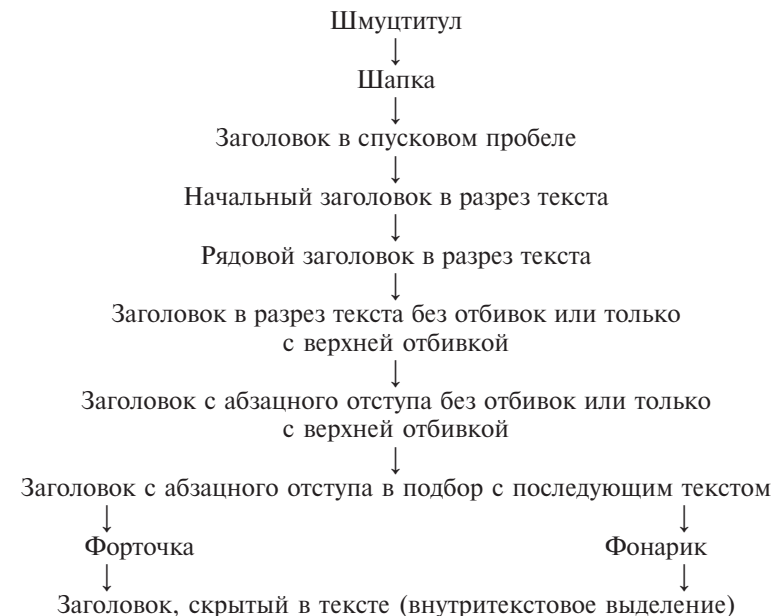 Шмуцтитул
Шапка
Заголовок в спусковом пробеле
Начальный заголовок в разрез текста
Рядовой заголовок в разрез текста
Заголовок в разрез текста без отбивок или только
с верхней отбивкой
Заголовок с абзацного отступа без отбивок или только
с верхней отбивкой
Заголовок с абзацного отступа в подбор с последующим текстом
Форточка Фонарик
Заголовок, скрытый в тексте (внутритекстовое выделение)